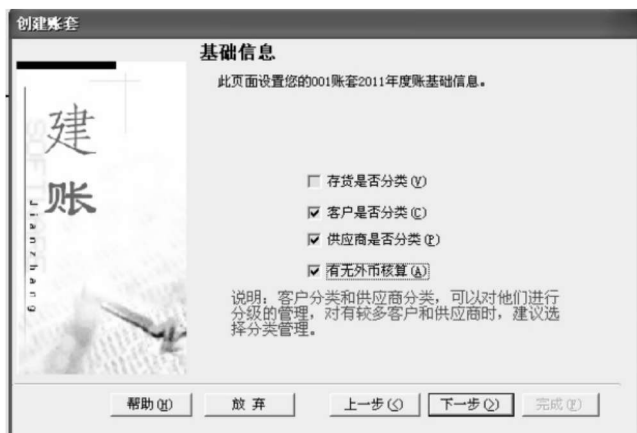 创建账套
基础信息
此页面设置您的001账套2011年度账基础信息。
建
账
Jianzhang
存货是否分类(V)
客户是否分类(C)
供应商是否分类(P)
有无外币核算(A)
说明:客户分类和供应商分类,可以对他们进行
分级的管理,对有较多客户和供应商时,建议选
择分类管理。
帮助(H)
放弃
上一步(<)
下一步(>)
完成(F)